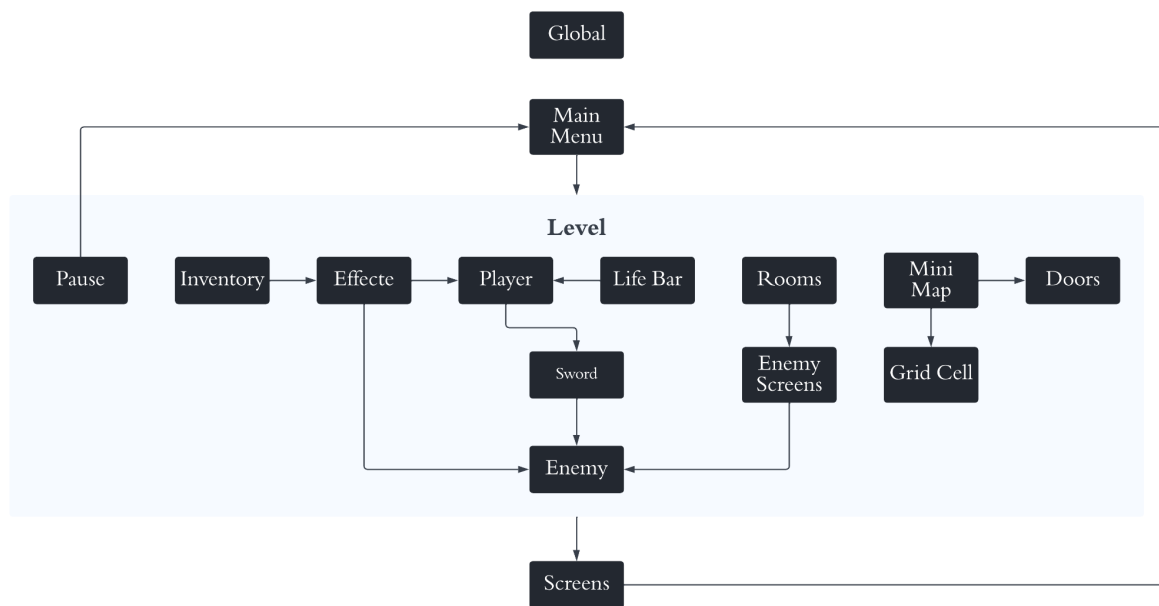 Global
Main
Menu
Level
Pause
Inventory
Effecte
Player
Life Bar
Rooms
Mini
Map
Doors
Sword
Enemy
Screens
Grid Cell
Enemy
Screens